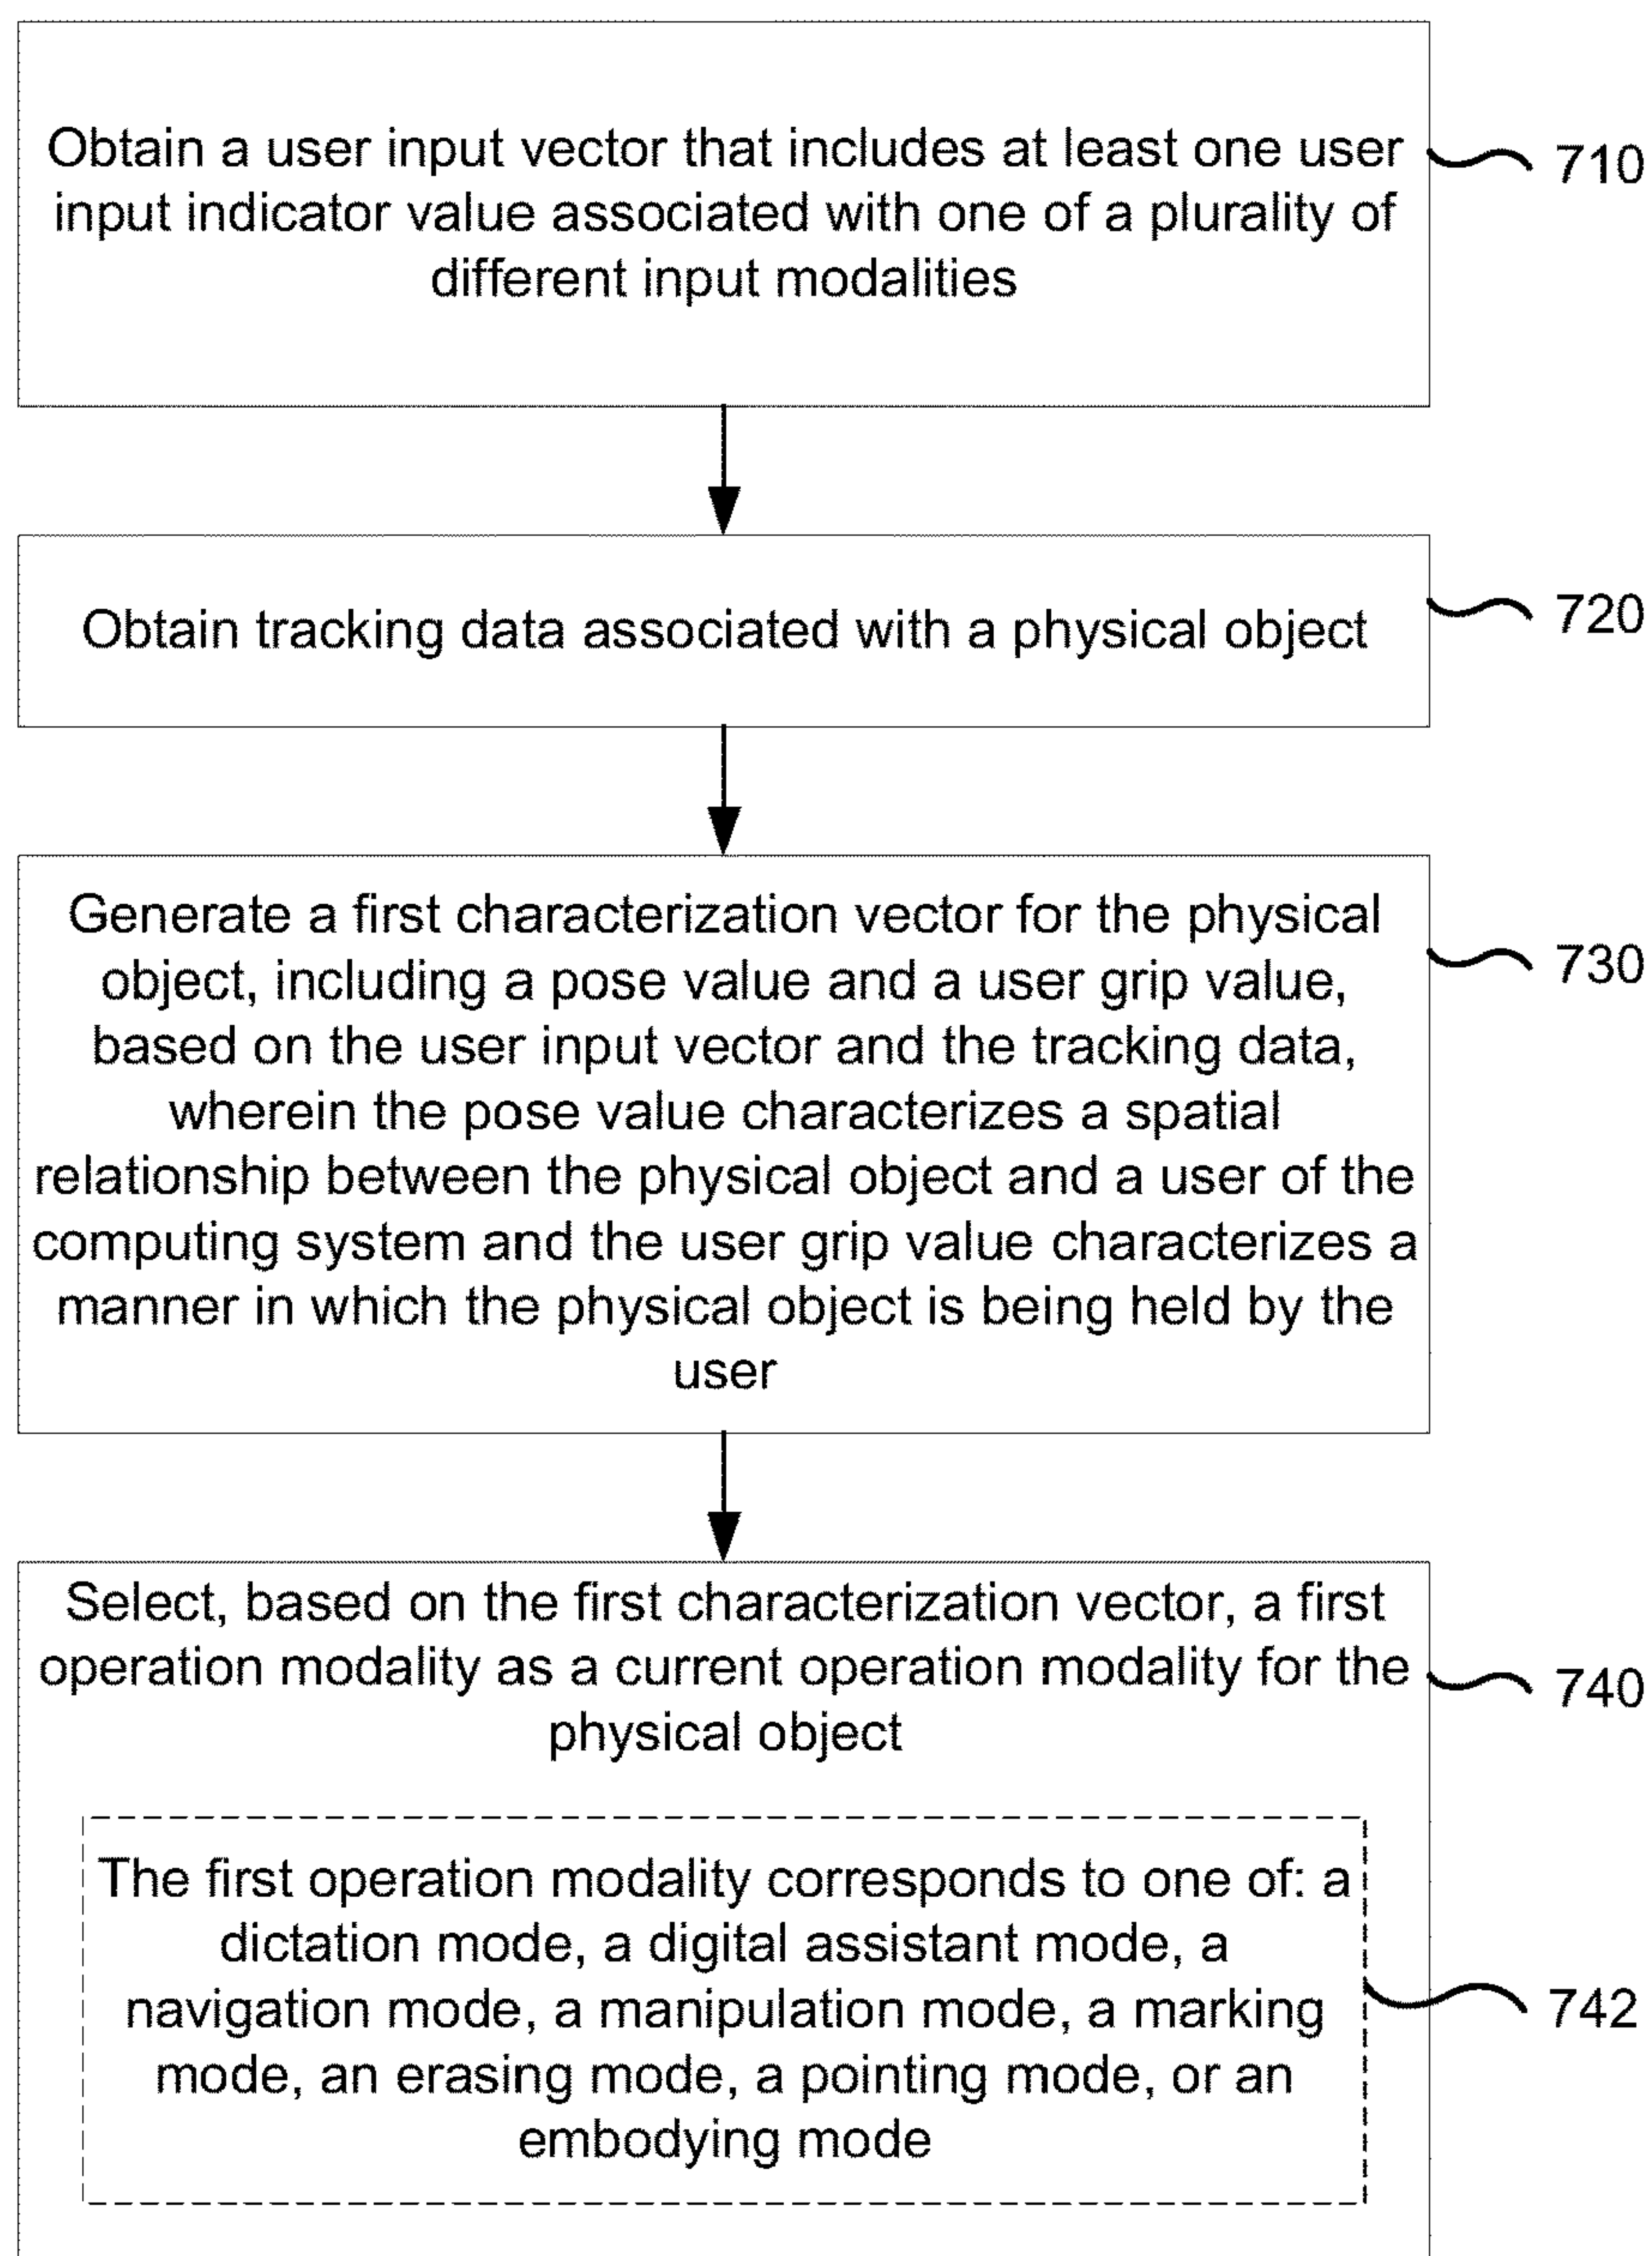 Obtain a user input vector that includes at least one user
input indicator value associated with one of a plurality of
different input modalities
710
Obtain tracking data associated with a physical object
720
Generate a first characterization vector for the physical
object, including a pose value and a user grip value,
based on the user input vector and the tracking data,
wherein the pose value characterizes a spatial
relationship between the physical object and a user of the
computing system and the user grip value characterizes a
manner in which the physical object is being held by the
user
730
Select, based on the first characterization vector, a first
operation modality as a current operation modality for the
physical object
740
The first operation modality corresponds to one of: a
dictation mode, a digital assistant mode, a
navigation mode, a manipulation mode, a marking
mode, an erasing mode, a pointing mode, or an
embodying mode
742